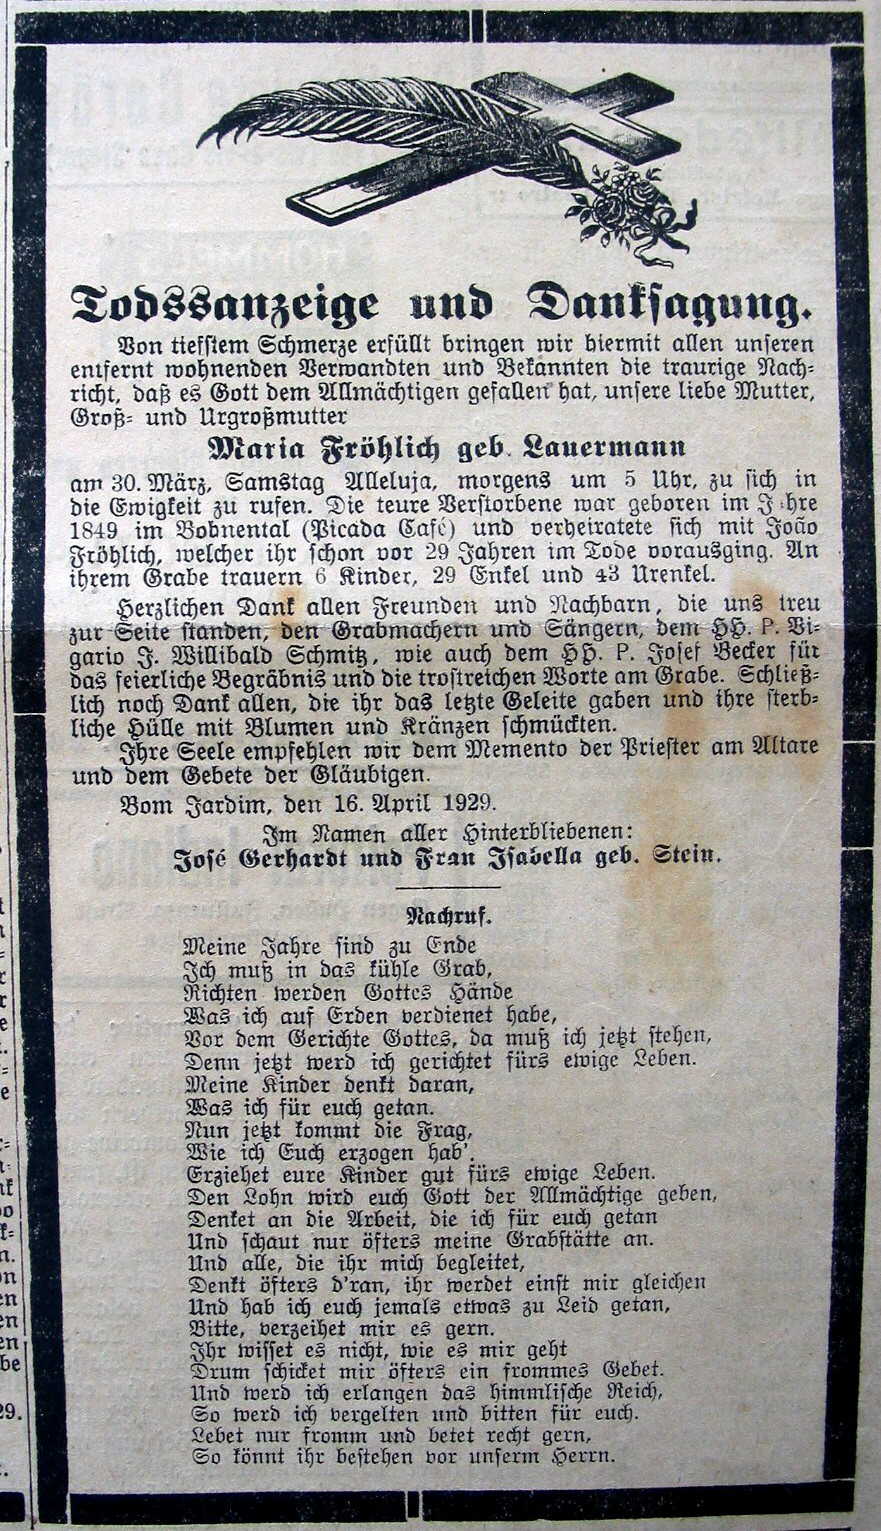 Todssanzeige und Danksagung.
Von tiefstem Schmerze erfüllt bringen wir hiermit allen unseren
entfernt wohnenden Verwandten und Bekannten die traurige Nach-
richt, daß es Gott dem Allmächtigen gefallen hat, unsere liebe Mutter,
Groß- und Urgroßmutter
Maria Fröhlich geb. Lauermann
am 30. März, Samstag Alleluja, morgens um 5 Uhr, zu sich in
die Ewigkeit zu rufen. Die teure Verstorbene war geboren im J hre
1849 im Bohnental (Picada Café) und verheiratete sich mit João
Fröhlich, welcher ihr schon vor 29 Jahren im Tode vorausging. An
ihrem Grabe trauern 6 Kinder, 29 Enkel und 43 Urenkel.
Herzlichen Dank allen Freunden und Nachbarn, die uns treu
zur Seite standen, den Grabmachern und Sängern, dem HH. P. Vi-
gario J. Willibald Schmitz, wie auch dem HH. P. Josef Becker für
das feierliche Begräbnis und die trostreichen Worte am Grabe. Schließ-
lich noch Dank allen, die ihr das letzte Geleite gaben und ihre sterb-
liche Hülle mit Blumen und Kränzen schmückten.
Ihre Seele empfehlen wir dem Memento der Priester am Altare
und dem Gebete der Gläubigen.
Bom Jardim, den 16. April 1929.
Im Namen aller Hinterbliebenen:
José Gerhardt und Frau Isabella geb. Stein.
Nachruf.
Meine Jahre sind zu Ende
Ich muß in das kühle Grab,
Richten werden Gottes Hände
Was ich auf Erden verdienet habe,
Vor dem Gerichte Gottes, da muß ich jetzt stehen,
Denn jetzt werd ich gerichtet fürs ewige Leben.
Meine Kinder denkt daran,
Was ich für euch getan.
Nun jetzt kommt die Frag,
Wie ich Euch erzogen hab'.
Erziehet eure Kinder gut fürs ewige Leben.
Den Lohn wird euch Gott der Allmächtige geben,
Denket an die Arbeit, die ich für euch getan
Und schaut nur öfters meine Grabstätte an.
Und alle, die ihr mich begleitet,
Denkt öfters d'ran, ihr werdet einst mir gleichen
Und hab ich euch jemals etwas zu Leid getan,
Bitte, verzeihet mir es gern.
Ihr wisset es nicht, wie es mir geht
Drum schicket mir öfters ein frommes Gebet.
Und werd ich erlangen das himmlische Reich,
So werd ich vergelten und bitten für euch.
Lebet nur fromm und betet recht gern,
So könnt ihr bestehen vor unserm Herrn.